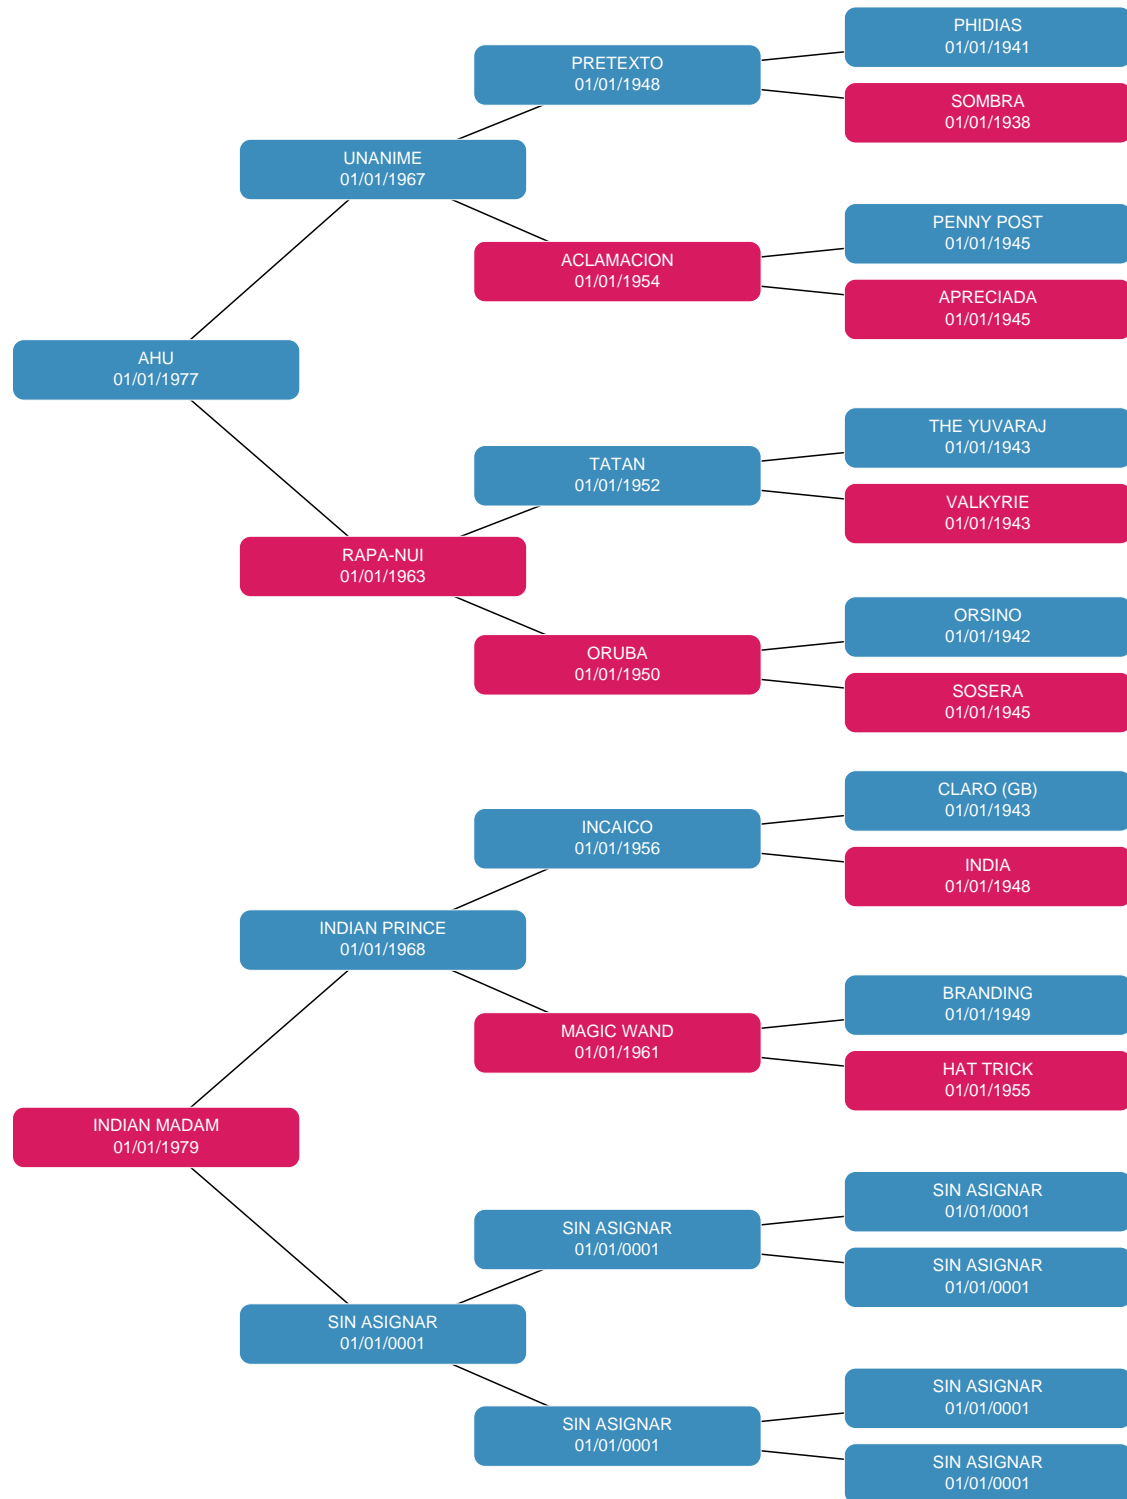 PHIDIAS
01/01/1941
PRETEXTO
01/01/1948
SOMBRA
01/01/1938
UNANIME
01/01/1967
PENNY POST
01/01/1945
ACLAMACION
01/01/1954
APRECIADA
01/01/1945
AHU
01/01/1977
THE YUVARAJ
01/01/1943
TATAN
01/01/1952
VALKYRIE
01/01/1943
RAPA-NUI
01/01/1963
ORSINO
01/01/1942
ORUBA
01/01/1950
SOSERA
01/01/1945
CLARO (GB)
01/01/1943
INCAICO
01/01/1956
INDIA
01/01/1948
INDIAN PRINCE
01/01/1968
BRANDING
01/01/1949
MAGIC WAND
01/01/1961
HAT TRICK
01/01/1955
INDIAN MADAM
01/01/1979
SIN ASIGNAR
01/01/0001
SIN ASIGNAR
01/01/0001
SIN ASIGNAR
01/01/0001
SIN ASIGNAR
01/01/0001
SIN ASIGNAR
01/01/0001
SIN ASIGNAR
01/01/0001
SIN ASIGNAR
01/01/0001